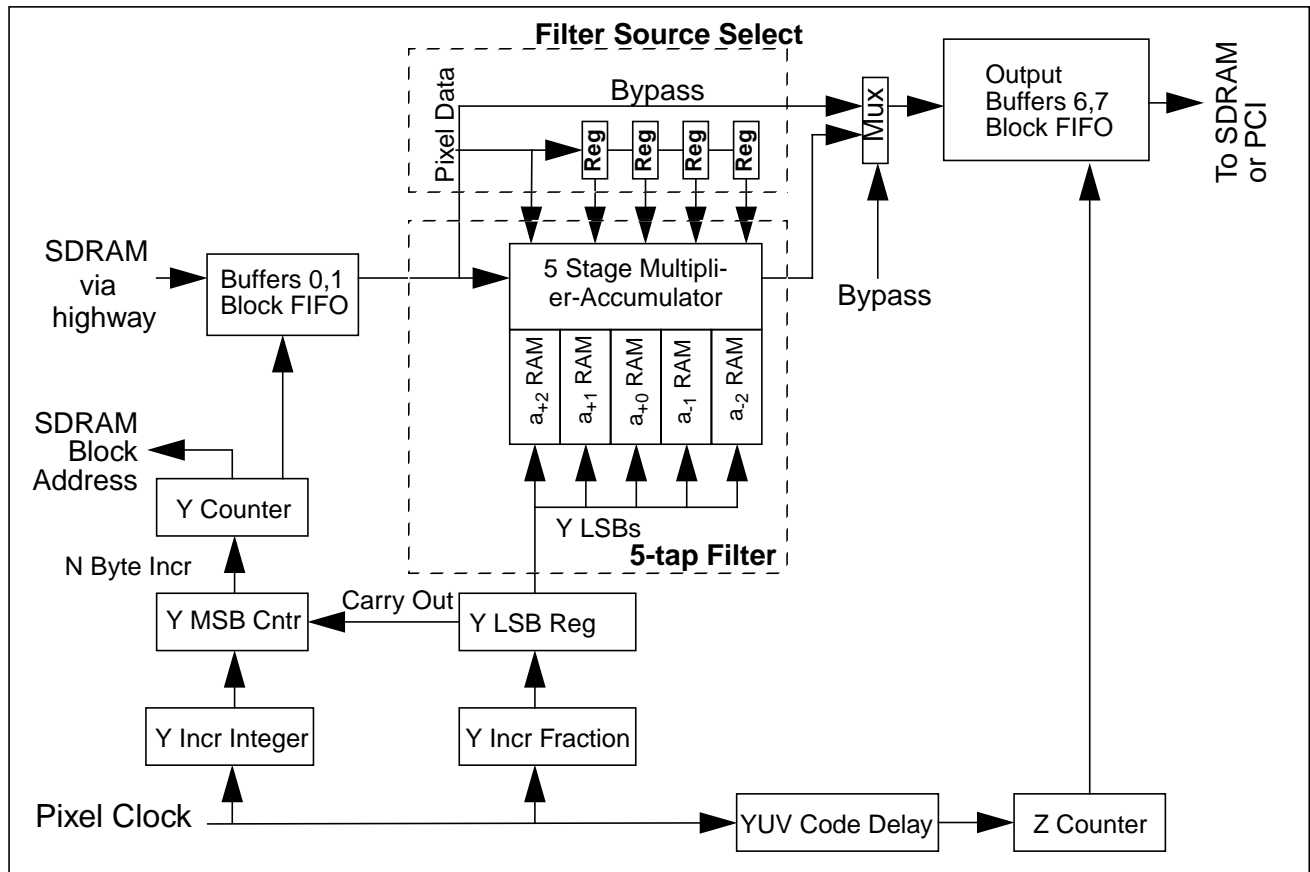 Filter Source Select
Pixel Data
Bypass
Reg
Reg
Reg
Reg
Mux
Output
Buffers 6,7
Block FIFO
To SDRAM
or PCI
SDRAM
via
highway
Buffers 0,1
Block FIFO
5 Stage Multipli-
er-Accumulator
Bypass
a+2 RAM
a+1 RAM
a+0 RAM
a-1 RAM
a-2 RAM
SDRAM
Block
Address
Y Counter
Y LSBs
5-tap Filter
N Byte Incr
Y MSB Cntr
Carry Out
Y LSB Reg
Y Incr Integer
Y Incr Fraction
Pixel Clock
YUV Code Delay
Z Counter